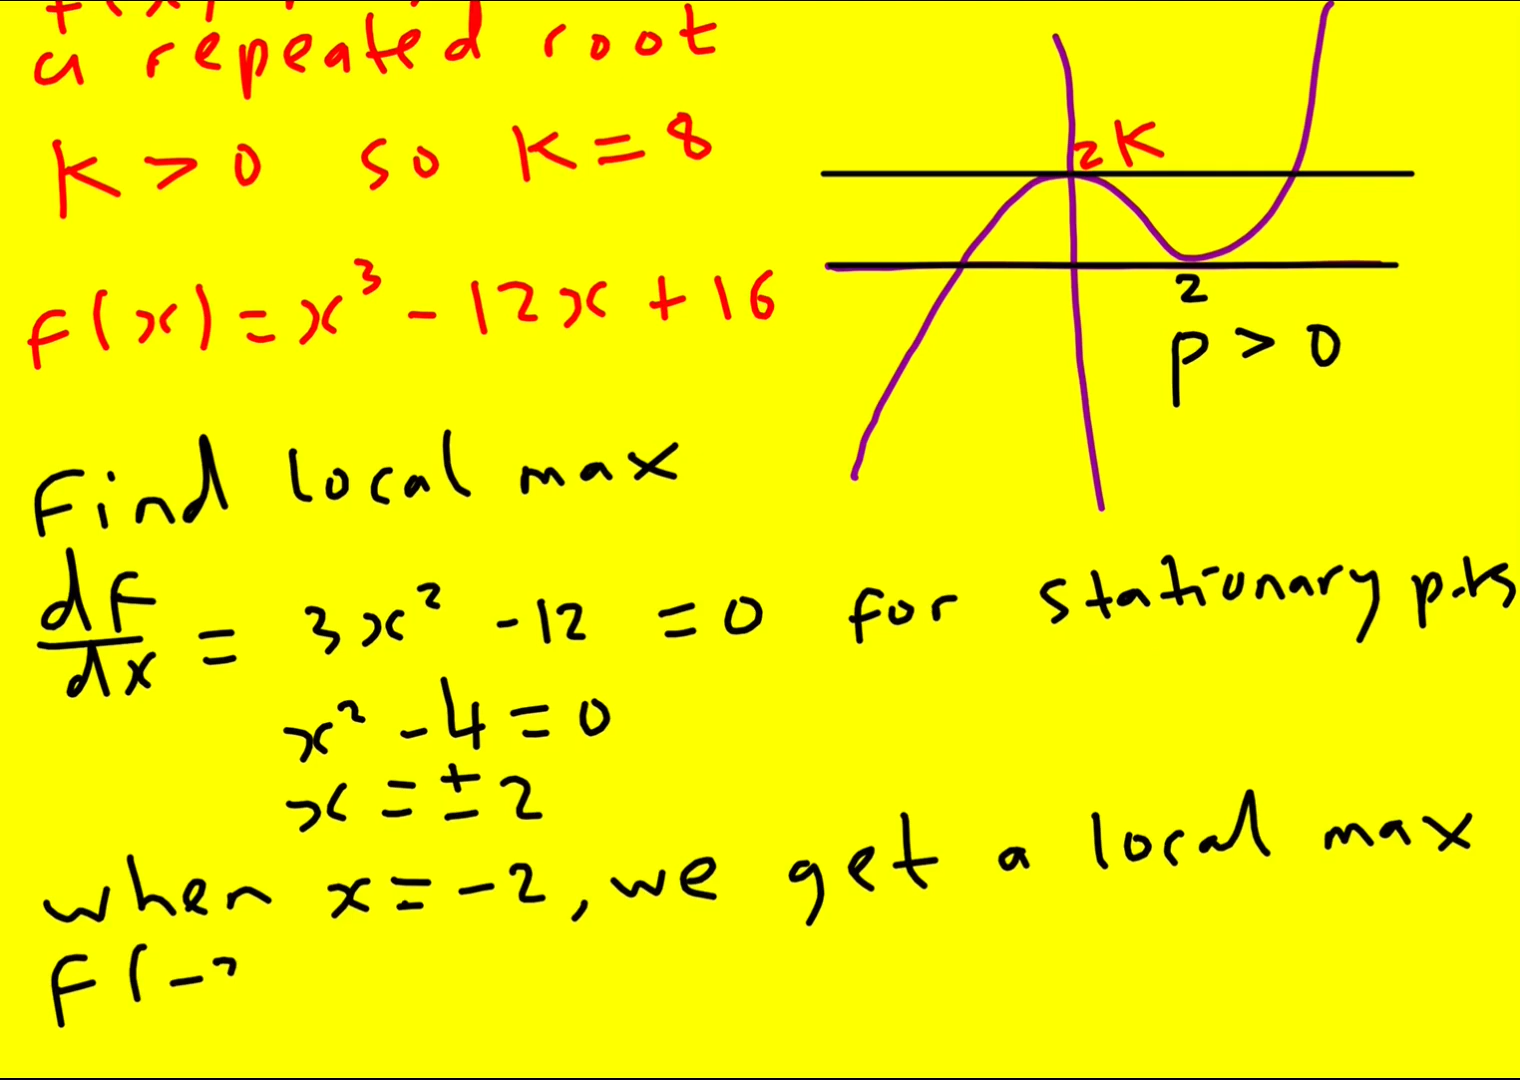 a repeated root
K > 0 so K = 8
f(x) = x³ - 12x + 16
2K
2
p > 0
Find local max
df/dx = 3x² - 12 = 0 for stationary pts
x² - 4 = 0
x = ± 2
when x = -2, we get a local max
F(-2